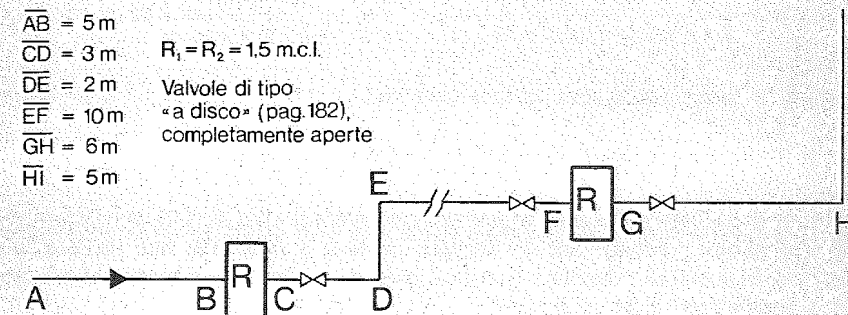 AB = 5 m
CD = 3 m
DE = 2 m
EF = 10 m
GH = 6 m
Hi = 5 m
R₁ = R₂ = 1,5 m.c.l.
Valvole di tipo
«a disco» (pag. 182),
completamente aperte
E
R
F
G
H
R
A
B
C
D